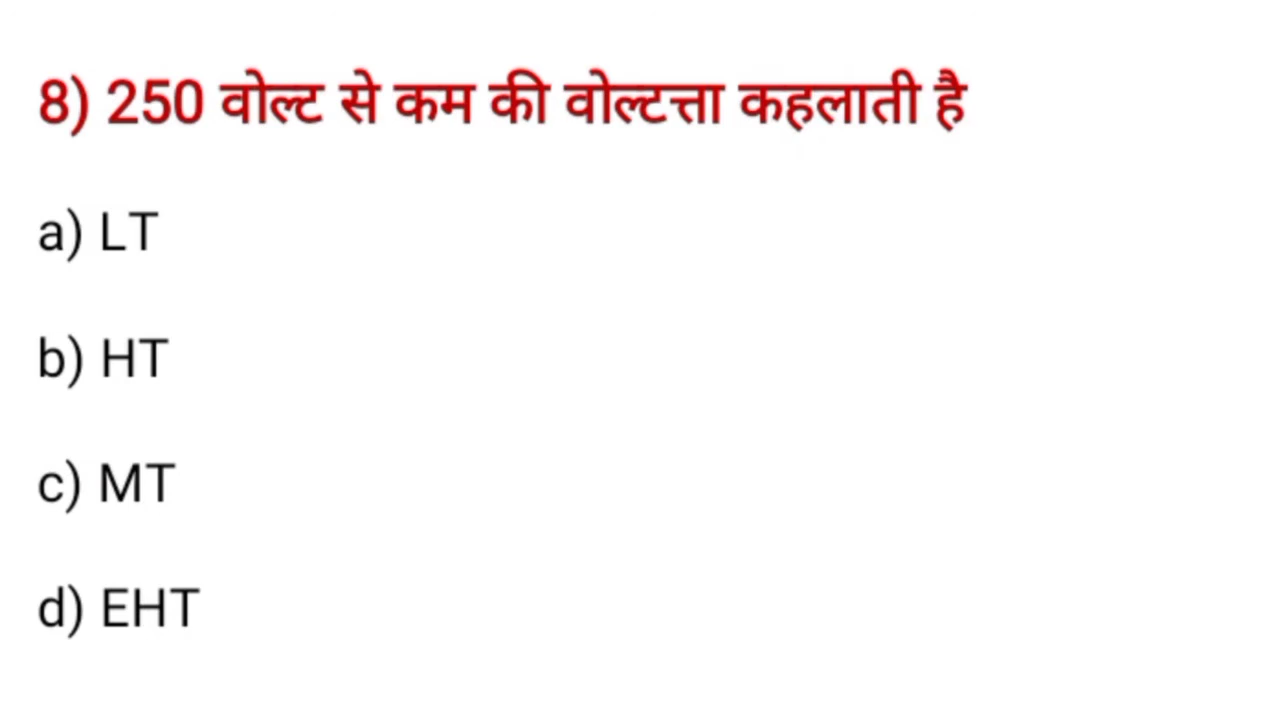 8) 250 वोल्ट से कम की वोल्टत्ता कहलाती है
a) LT
b) HT
c) MT
d) EHT